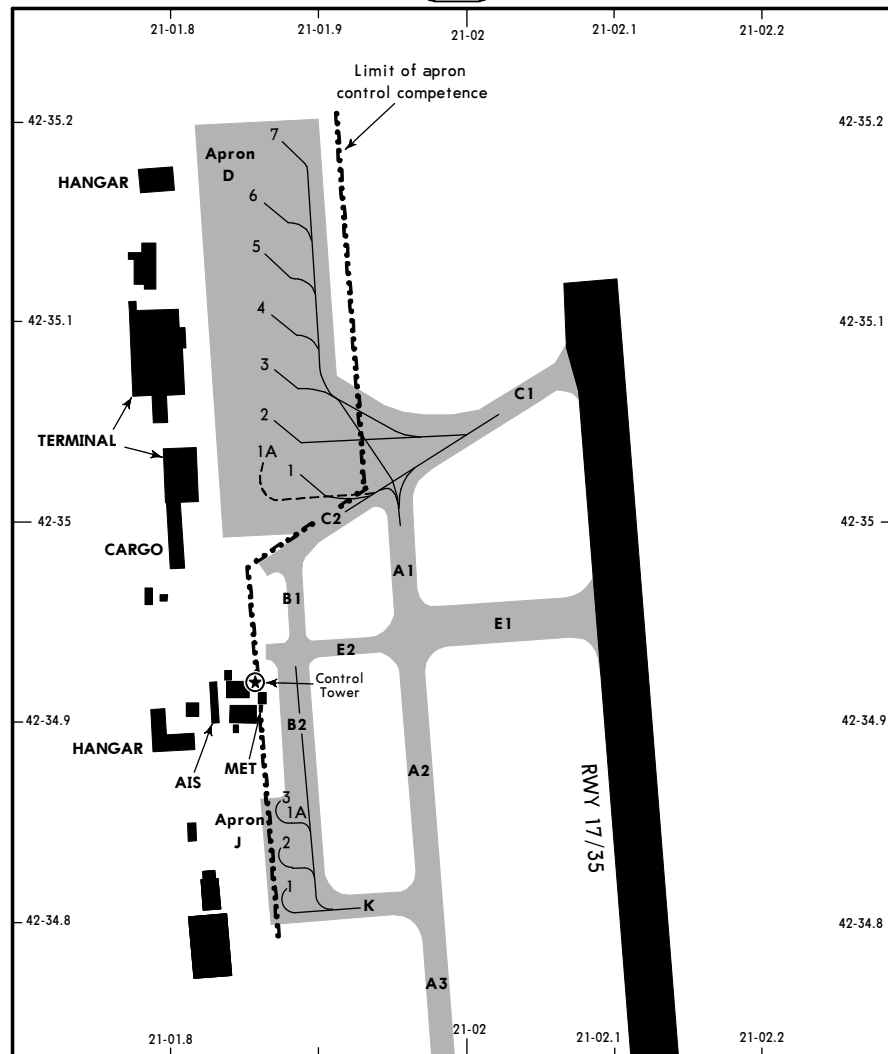 21-01.8
21-01.9
21-02
21-02.1
21-02.2
Limit of apron
control competence
42-35.2
42-35.2
7
Apron
D
HANGAR
6
5
4
42-35.1
42-35.1
3
C1
2
TERMINAL
1A
1
C2
42-35
42-35
CARGO
A1
B1
E1
E2
Control
Tower
B2
42-34.9
42-34.9
HANGAR
MET
AIS
A2
RWY 17/35
3
1A
Apron
J
2
1
K
42-34.8
42-34.8
A3
21-01.8
21-02
21-02.1
21-02.2